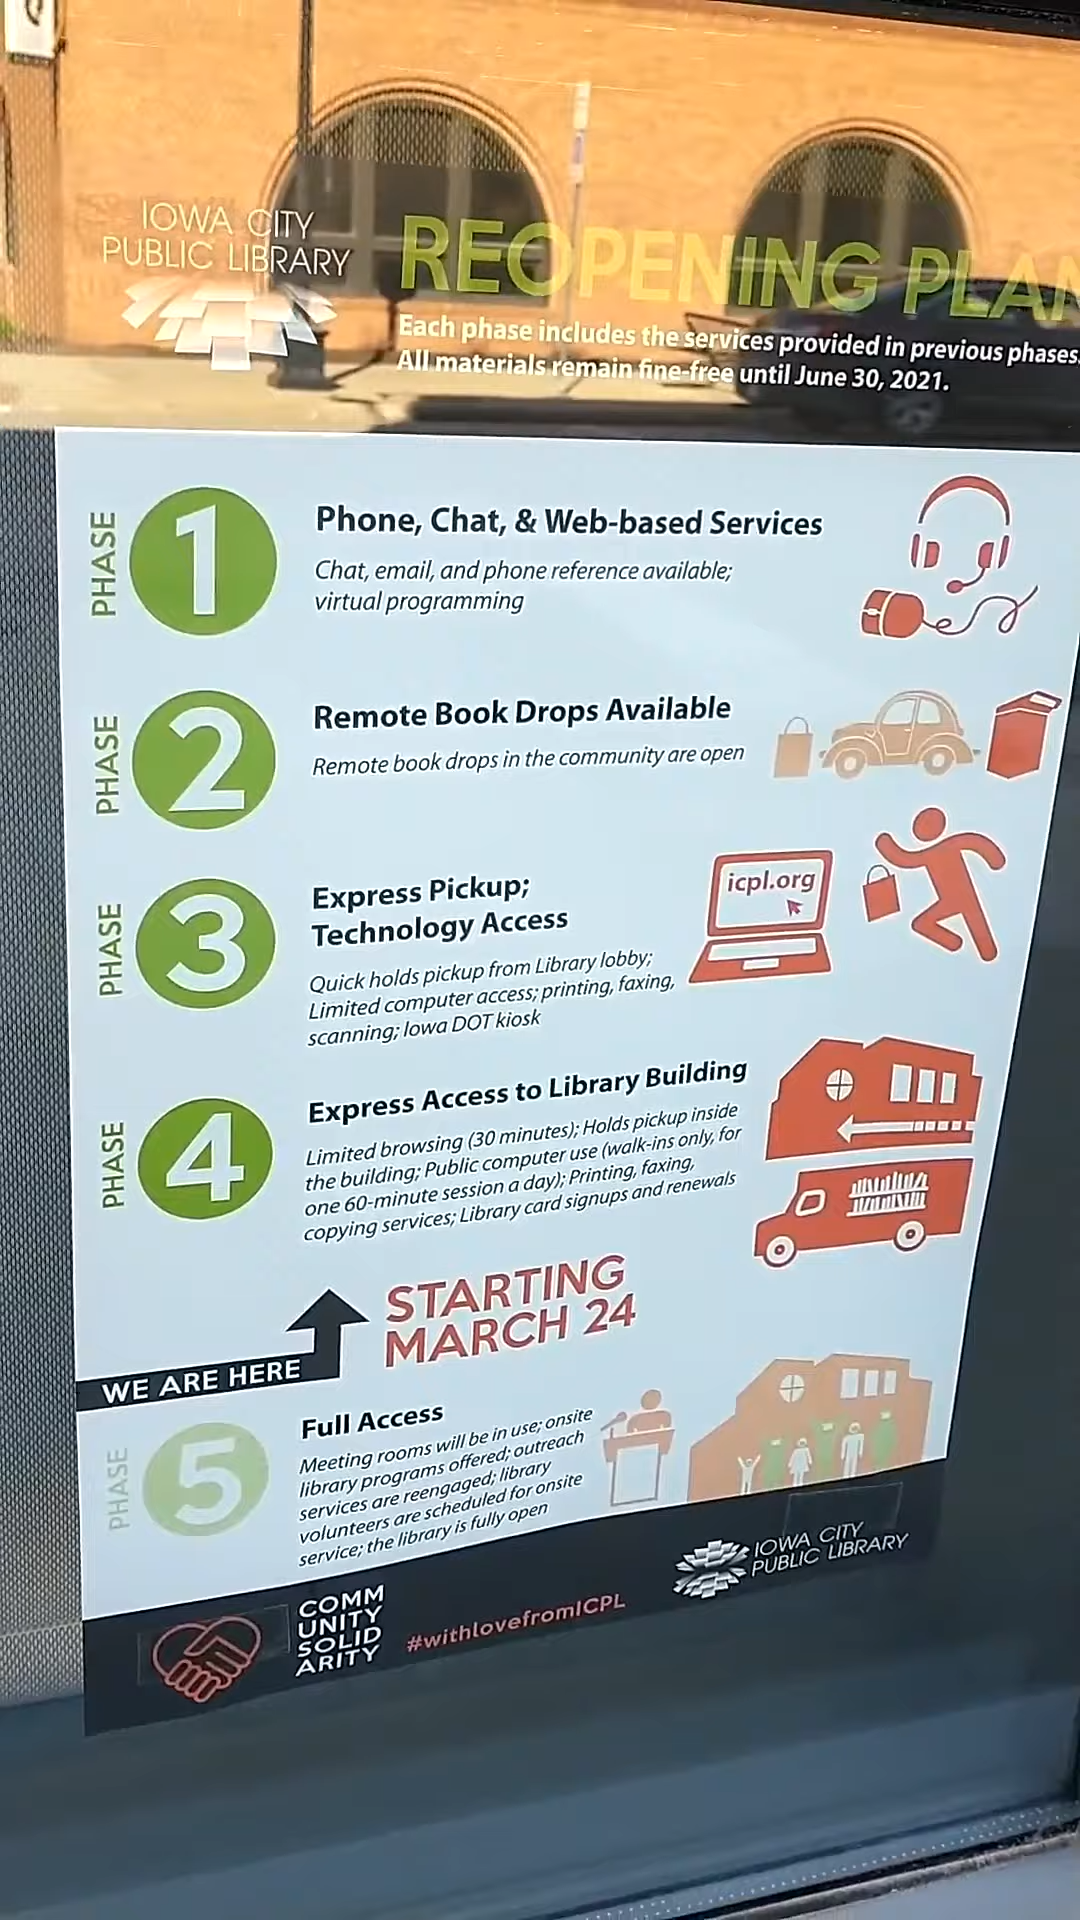 IOWA CITY
PUBLIC LIBRARY
REOPENING PLAN
Each phase includes the services provided in previous phases.
All materials remain fine-free until June 30, 2021.
PHASE
1
Phone, Chat, & Web-based Services
Chat, email, and phone reference available;
virtual programming
PHASE
2
Remote Book Drops Available
Remote book drops in the community are open
PHASE
3
Express Pickup;
Technology Access
Quick holds pickup from Library lobby;
Limited computer access; printing, faxing,
scanning; Iowa DOT kiosk
icpl.org
PHASE
4
Express Access to Library Building
Limited browsing (30 minutes); Holds pickup inside
the building; Public computer use (walk-ins only, for
one 60-minute session a day); Printing, faxing,
copying services; Library card signups and renewals
WE ARE HERE
STARTING
MARCH 24
PHASE
5
Full Access
Meeting rooms will be in use; onsite
library programs offered; outreach
services are reengaged; library
volunteers are scheduled for onsite
service; the library is fully open
COMM
UNITY
SOLID
ARITY
#withlovefromICPL
IOWA CITY
PUBLIC LIBRARY